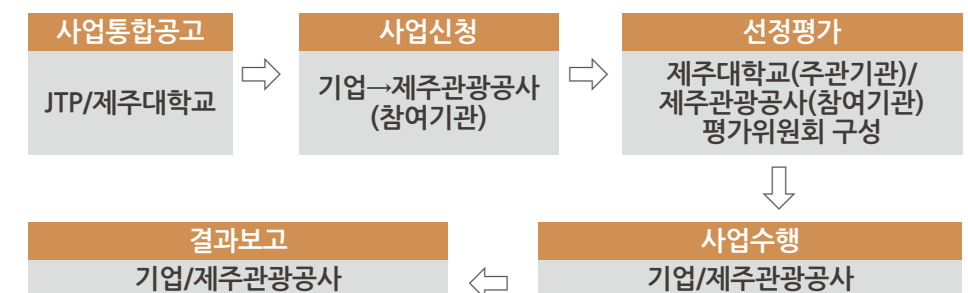 사업통합공고
JTP/제주대학교
사업신청
기업→제주관광공사
(참여기관)
선정평가
제주대학교(주관기관)/
제주관광공사(참여기관)
평가위원회 구성
사업수행
기업/제주관광공사
결과보고
기업/제주관광공사